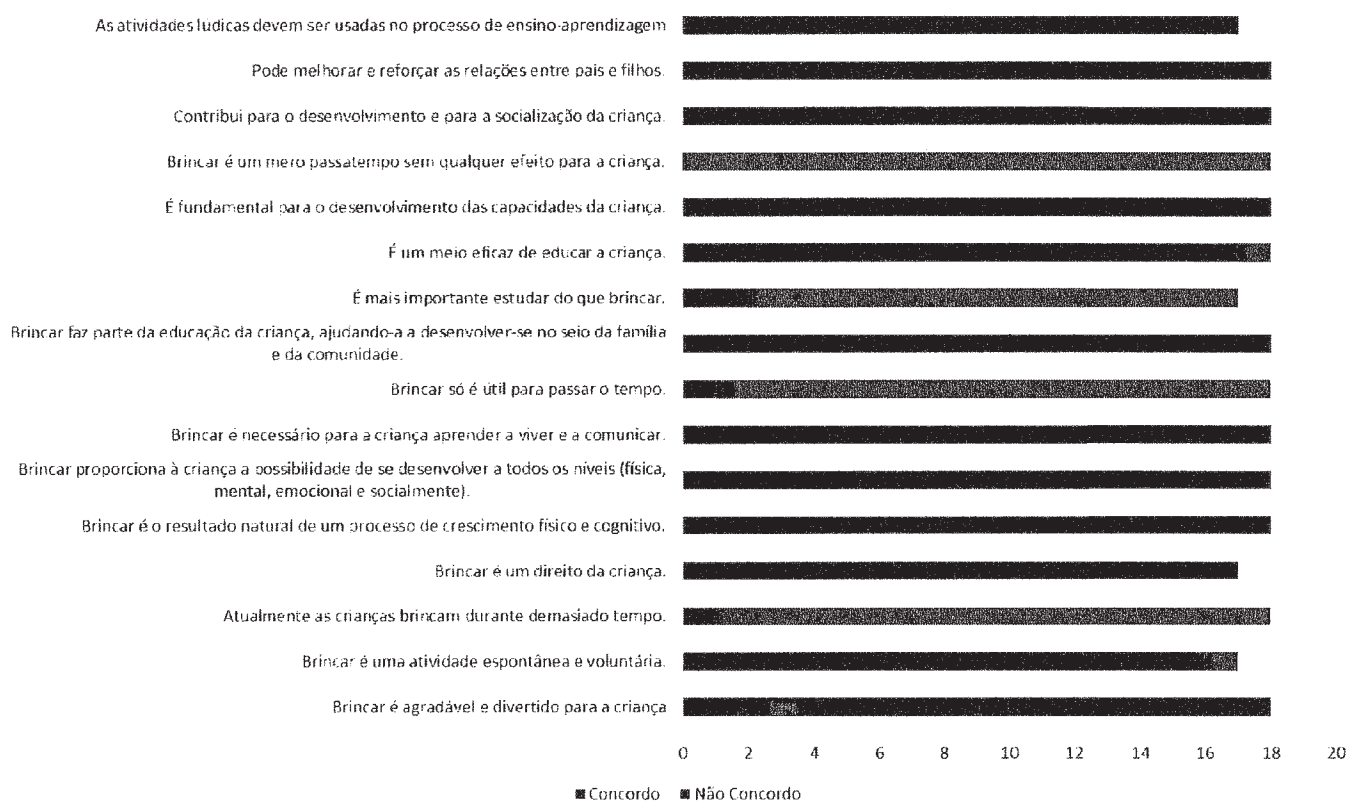 As atividades lúdicas devem ser usadas no processo de ensino-aprendizagem
Pode melhorar e reforçar as relações entre pais e filhos.
Contribui para o desenvolvimento e para a socialização da criança.
Brincar é um mero passatempo sem qualquer efeito para a criança.
É fundamental para o desenvolvimento das capacidades da criança.
É um meio eficaz de educar a criança.
É mais importante estudar do que brincar.
Brincar faz parte da educação da criança, ajudando-a a desenvolver-se no seio da família
e da comunidade.
Brincar só é útil para passar o tempo.
Brincar é necessário para a criança aprender a viver e a comunicar.
Brincar proporciona à criança a possibilidade de se desenvolver a todos os níveis (física,
mental, emocional e socialmente).
Brincar é o resultado natural de um processo de crescimento físico e cognitivo.
Brincar é um direito da criança.
Atualmente as crianças brincam durante demasiado tempo.
Brincar é uma atividade espontânea e voluntária.
Brincar é agradável e divertido para a criança
0 2 4 6 8 10 12 14 16 18 20
Concordo Não Concordo